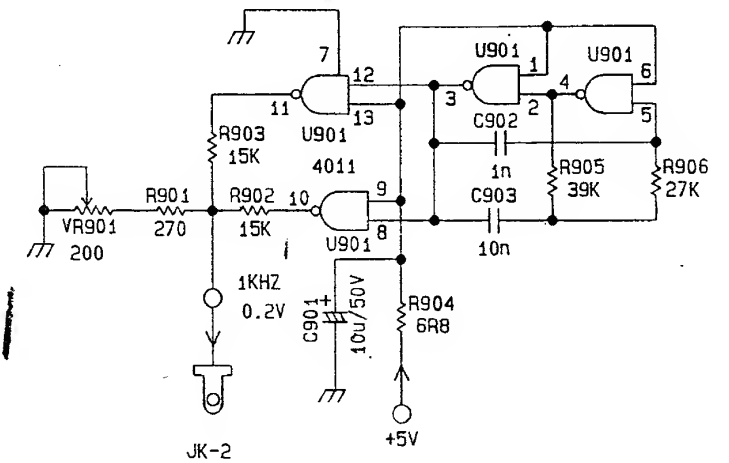 U901
U901
7
12
1
6
11
3
4
13
2
5
U901
C902
R903
15K
4011
1n
R905
39K
R906
27K
R901
R902
10
9
C903
8
VR901
270
15K
U901
10n
200
1KHZ
0.2V
C901
+
10u/50V
R904
6R8
+5V
JK-2